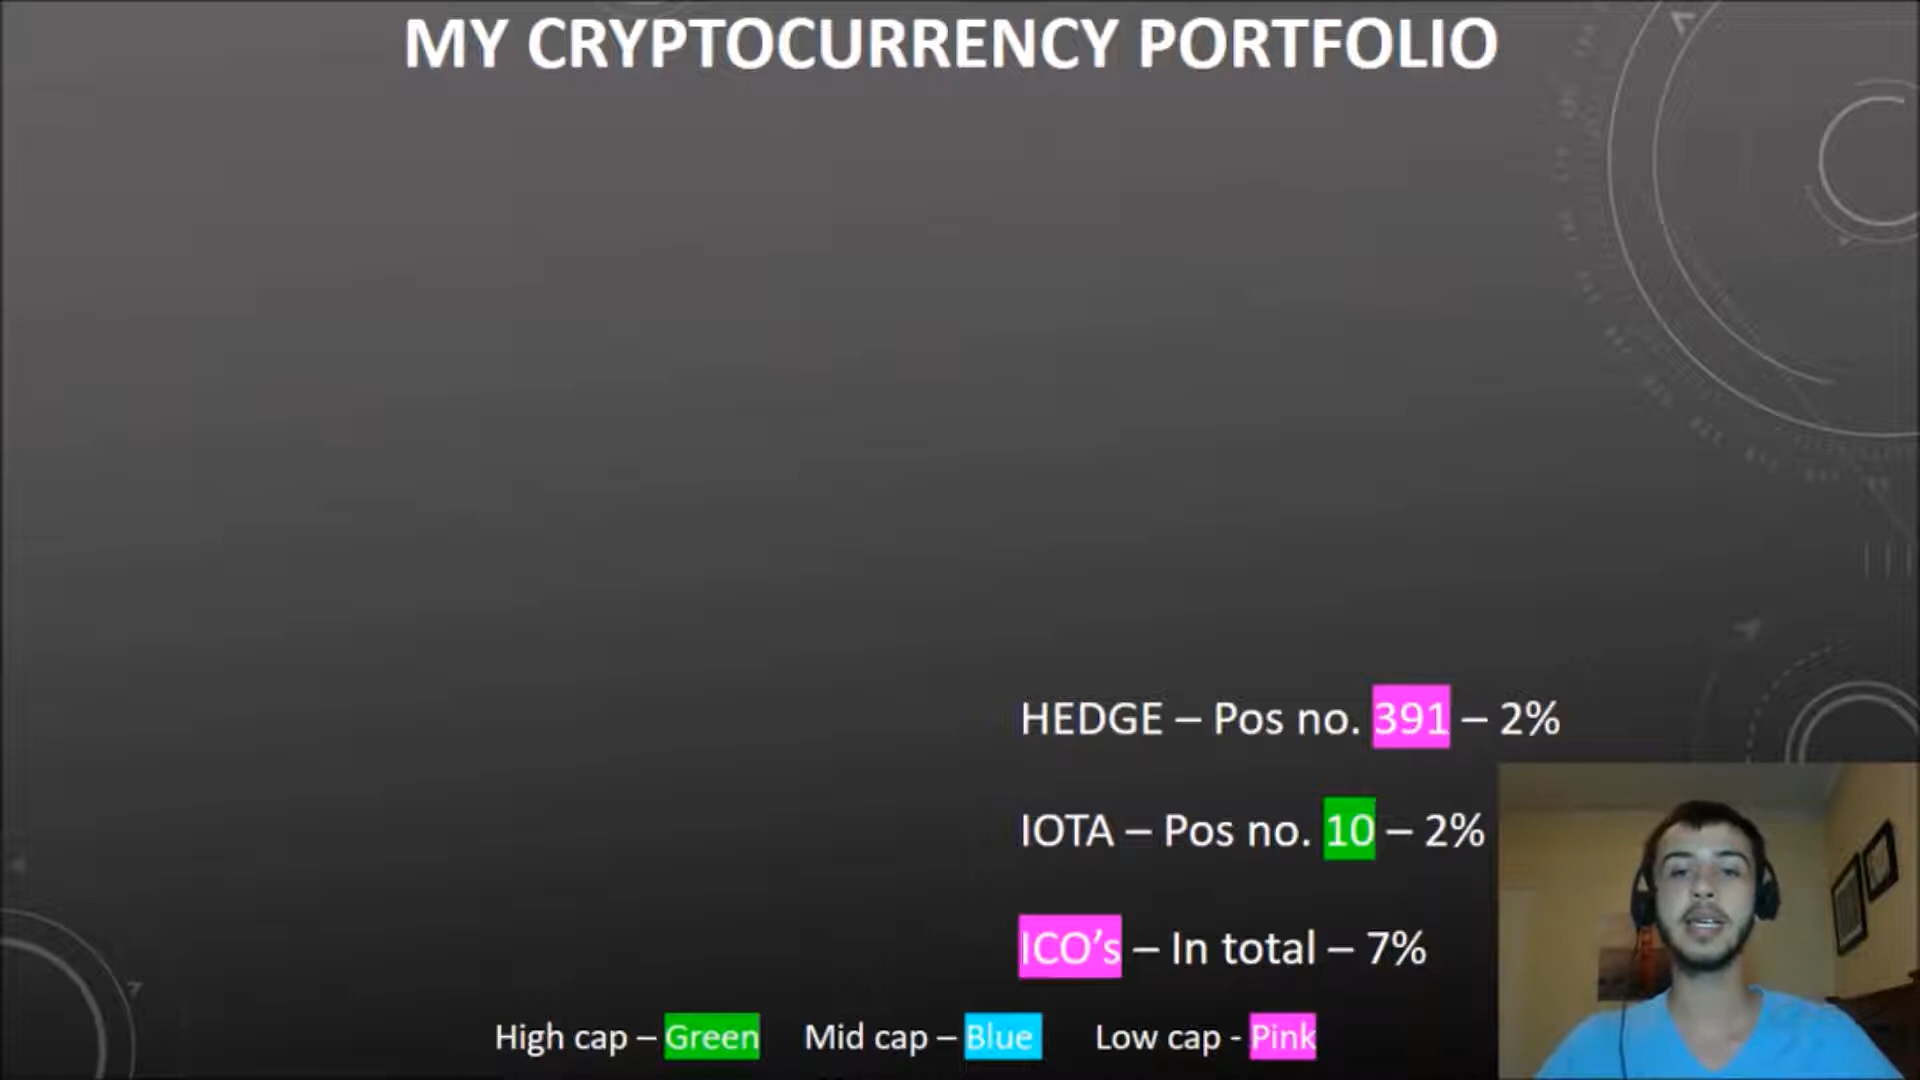 MY CRYPTOCURRENCY PORTFOLIO
HEDGE – Pos no. 391 – 2%
IOTA – Pos no. 10 – 2%
ICO’s – In total – 7%
High cap – Green Mid cap – Blue Low cap - Pink